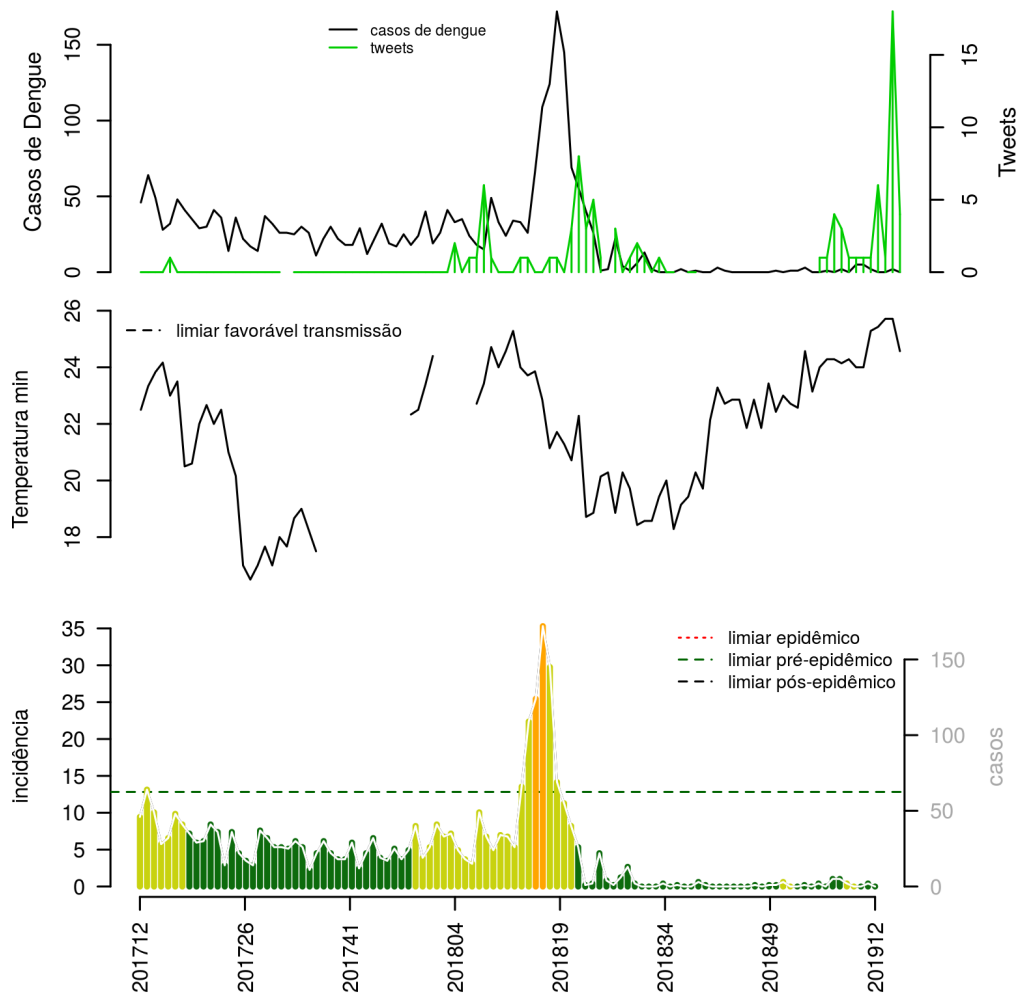 casos de dengue
tweets
Casos de Dengue
0 50 100 150
Tweets
0 5 10 15
limiar favorável transmissão
Temperatura min
18 20 22 24 26
limiar epidêmico
limiar pré-epidêmico
limiar pós-epidêmico
incidência
35
30
25
20
15
10
5
0
casos
150
100
50
0
201712 201726 201741 201804 201819 201834 201849 201912